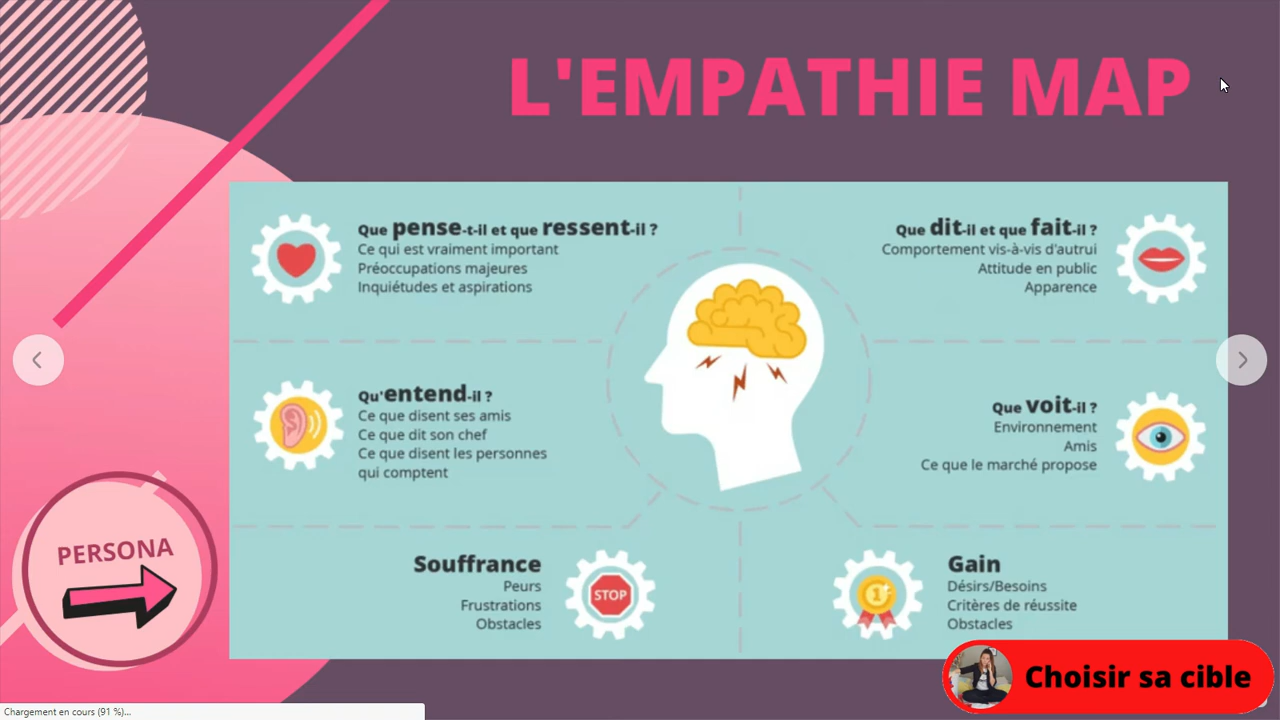 L'EMPATHIE MAP
Que pense-t-il et que ressent-il ?
Ce qui est vraiment important
Préoccupations majeures
Inquiétudes et aspirations
Que dit-il et que fait-il ?
Comportement vis-à-vis d'autrui
Attitude en public
Apparence
Qu'entend-il ?
Ce que disent ses amis
Ce que dit son chef
Ce que disent les personnes
qui comptent
Que voit-il ?
Environnement
Amis
Ce que le marché propose
PERSONA
Souffrance
Peurs
Frustrations
Obstacles
STOP
1
Gain
Désirs/Besoins
Critères de réussite
Obstacles
Choisir sa cible
Chargement en cours (91 %)...